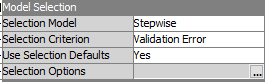 Model Selection
Selection Model Stepwise
Selection Criterion Validation Error
Use Selection Defaults Yes
Selection Options ...